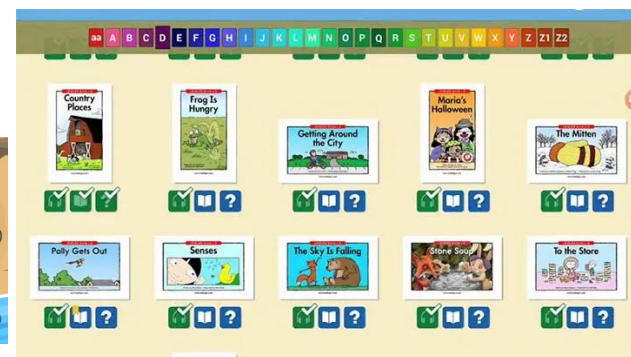 aa A B C D E F G H I J K L M N O P Q R S T U V W X Y Z Z1 Z2
Country
Places
Frog Is
Hungry
Getting Around
the City
Maria's
Halloween
The Mitten
? ? ? ? ?
Polly Gets Out
Senses
The Sky Is Falling
Stone Soup
To the Store
? ? ? ? ?